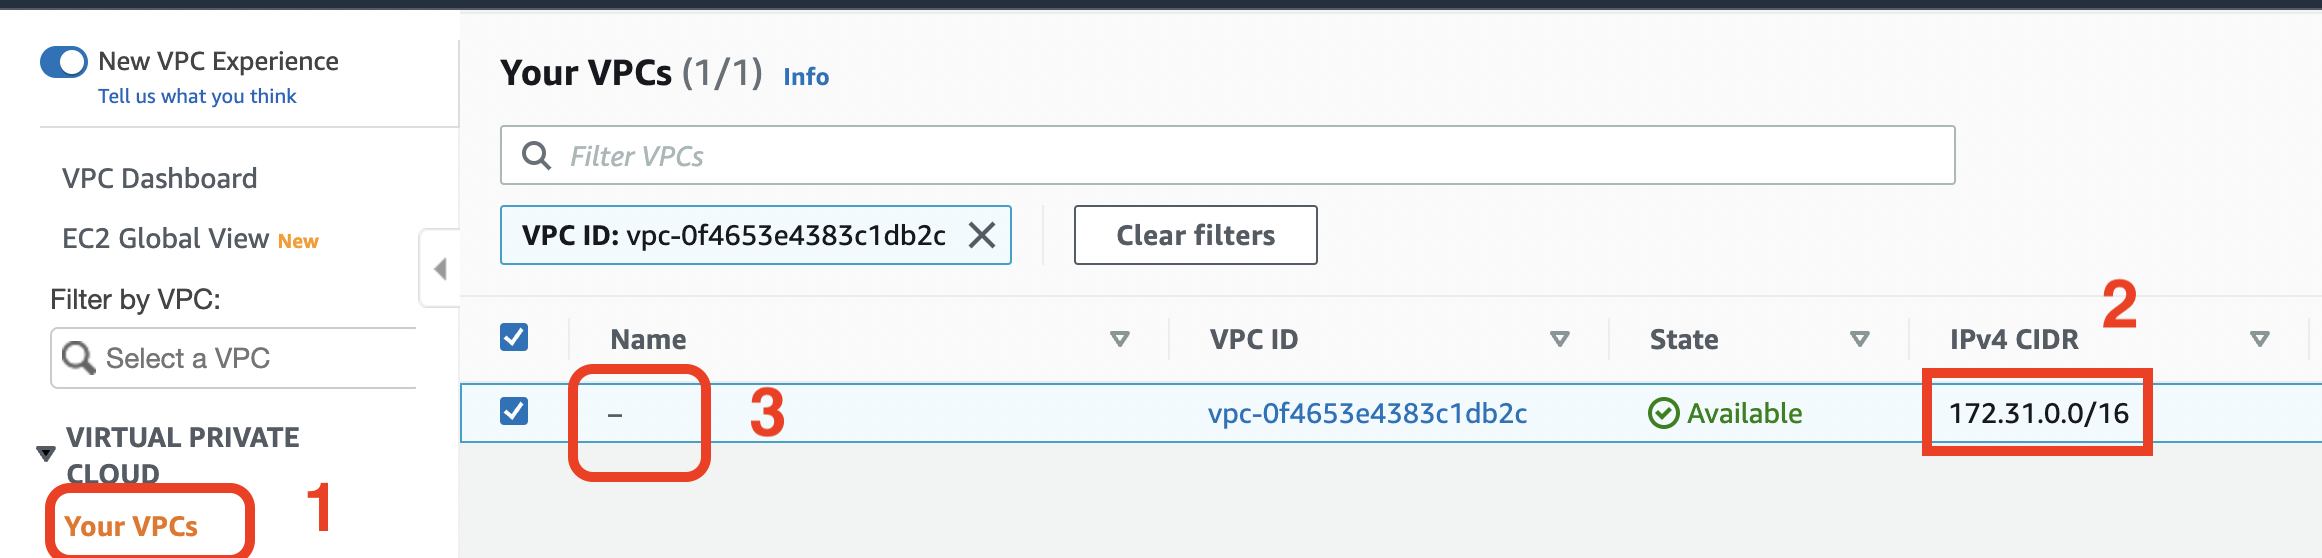 New VPC Experience
Tell us what you think
VPC Dashboard
EC2 Global View New
Filter by VPC:
Select a VPC
VIRTUAL PRIVATE
CLOUD
Your VPCs
1
Your VPCs (1/1) Info
Filter VPCs
VPC ID: vpc-0f4653e4383c1db2c
Clear filters
2
Name VPC ID State IPv4 CIDR
– 3 vpc-0f4653e4383c1db2c Available 172.31.0.0/16